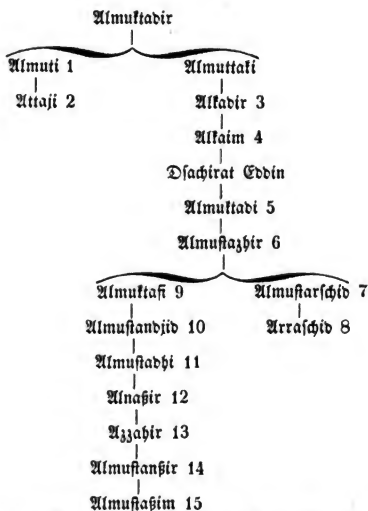 Almuktadir
Almuti 1 Almuttaki
Attaji 2 Alkadir 3
Alkaim 4
Dsachirat Eddin
Almuktadi 5
Almustazhir 6
Almuktafi 9 Almustarschid 7
Almustandjid 10 Arraschid 8
Almustadhi 11
Alnaßir 12
Azzahir 13
Almustanßir 14
Almustaßim 15